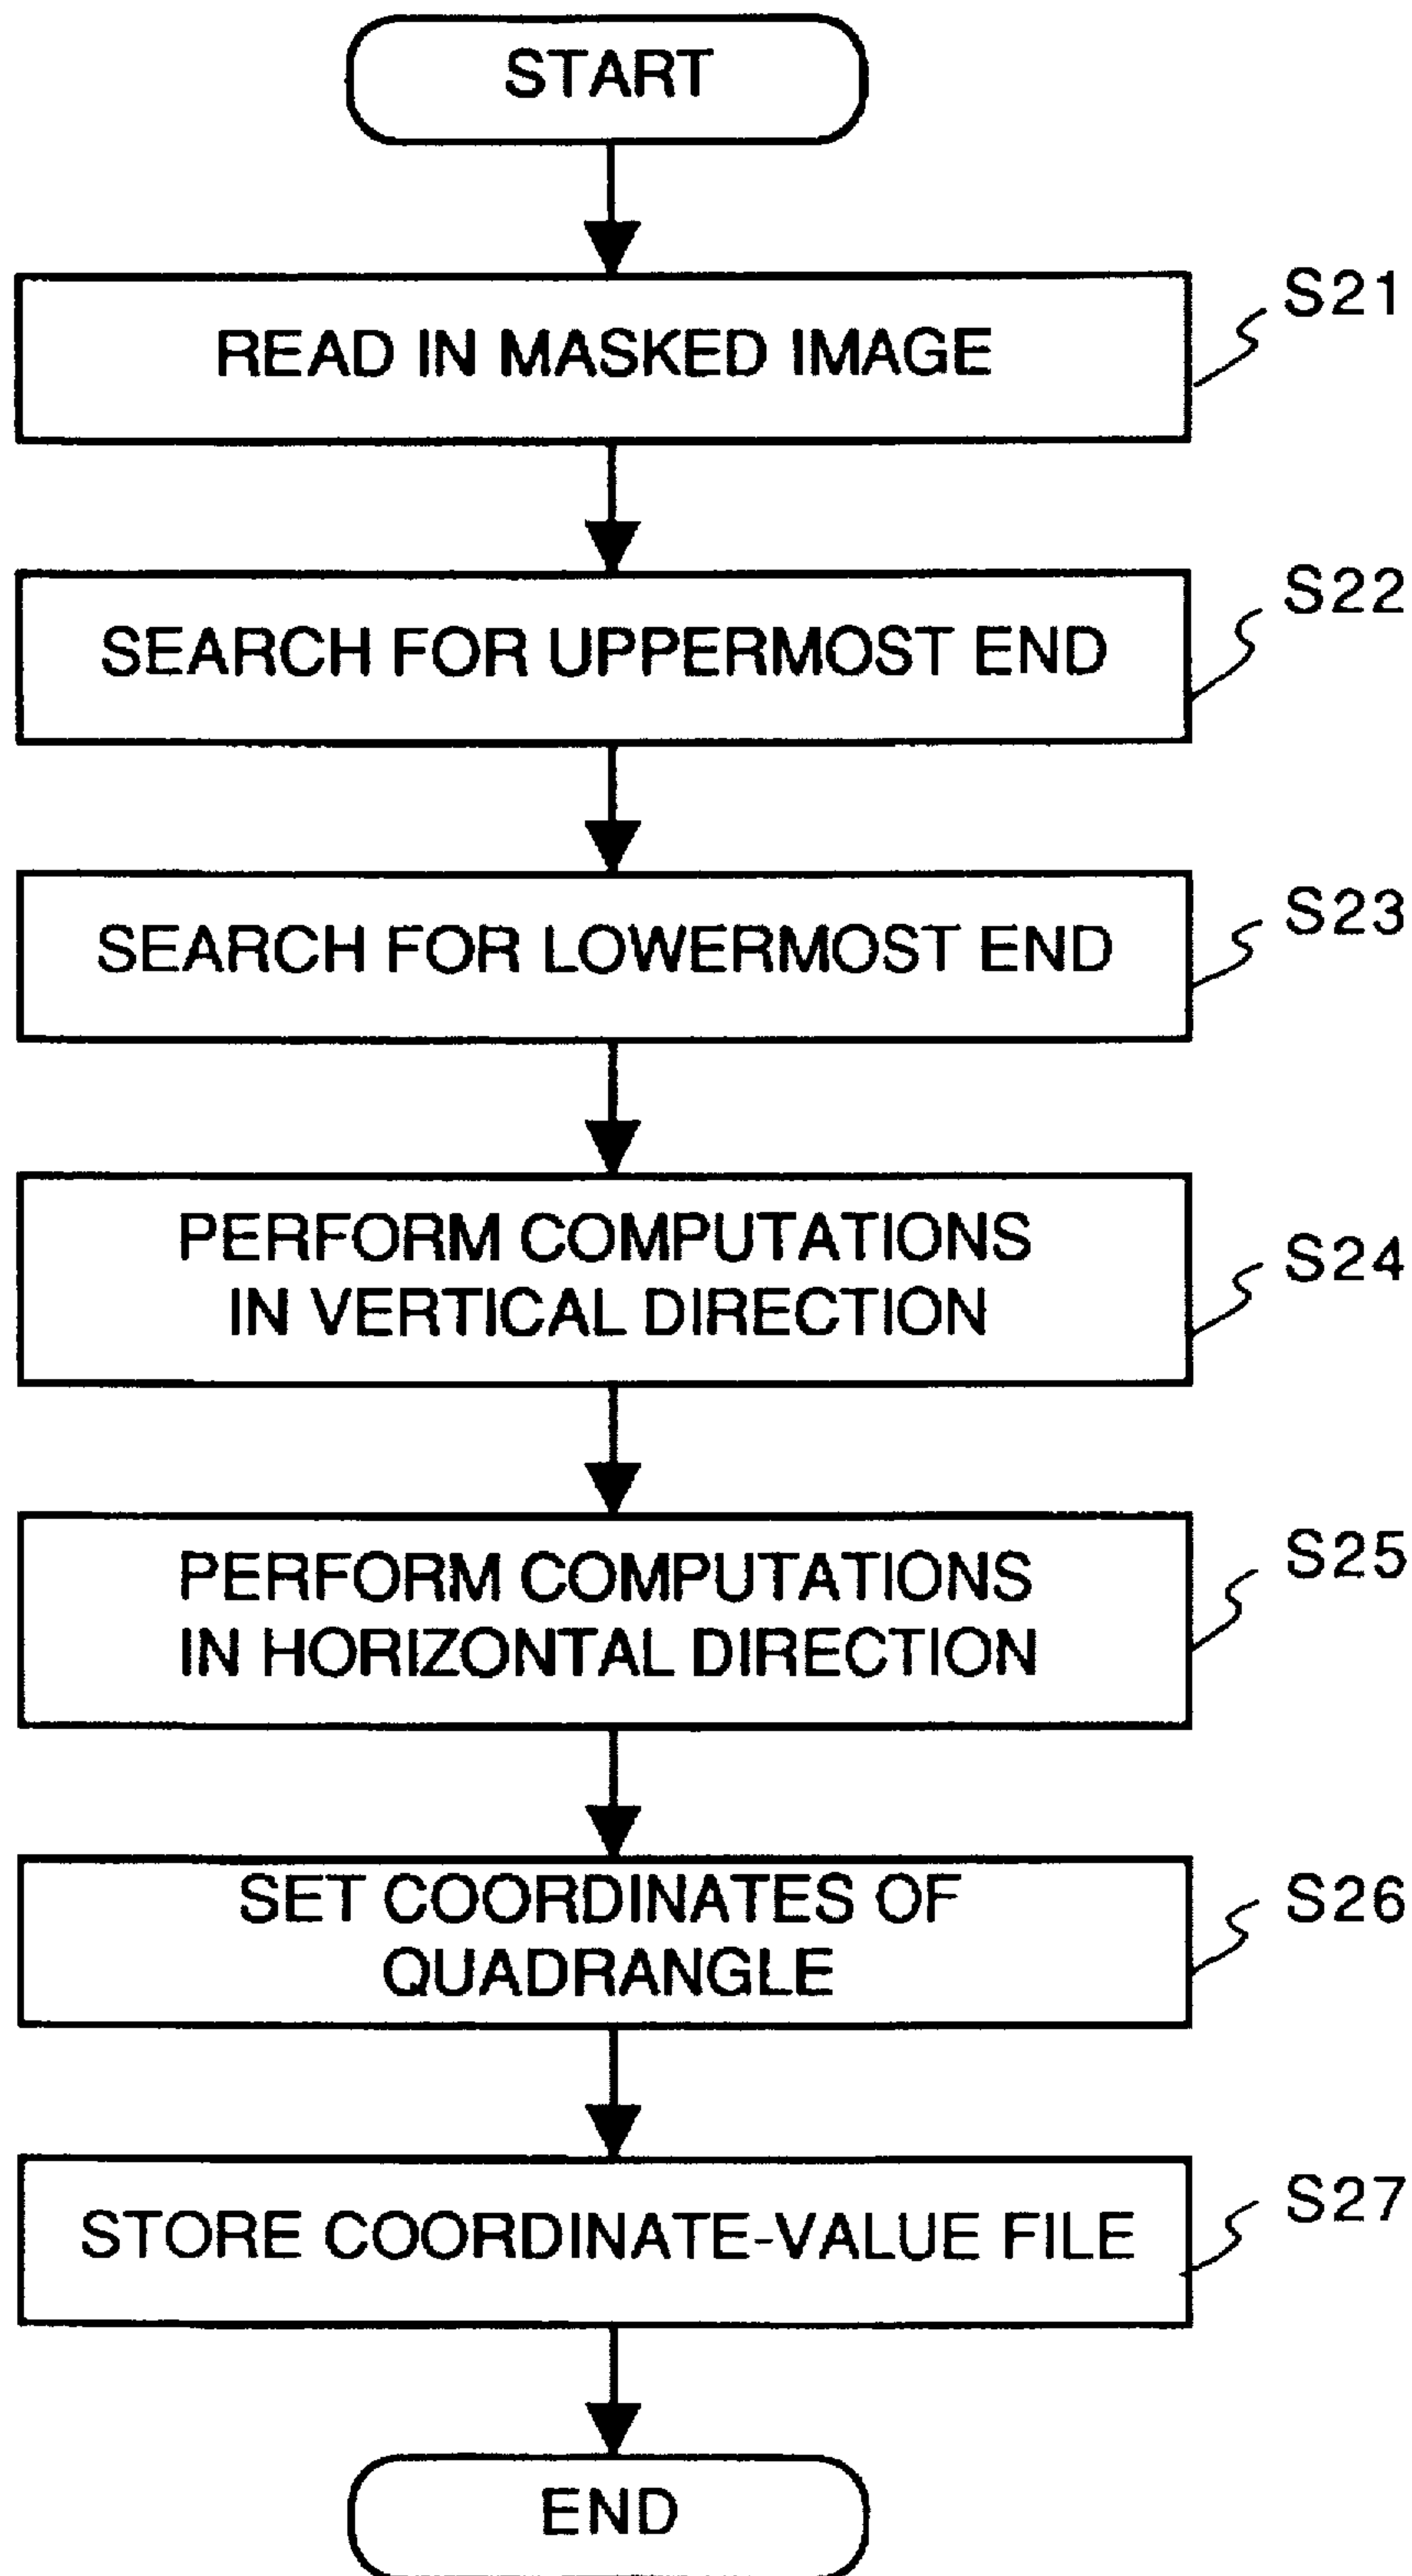 START
READ IN MASKED IMAGE
S21
SEARCH FOR UPPERMOST END
S22
SEARCH FOR LOWERMOST END
S23
PERFORM COMPUTATIONS
IN VERTICAL DIRECTION
S24
PERFORM COMPUTATIONS
IN HORIZONTAL DIRECTION
S25
SET COORDINATES OF
QUADRANGLE
S26
STORE COORDINATE-VALUE FILE
S27
END